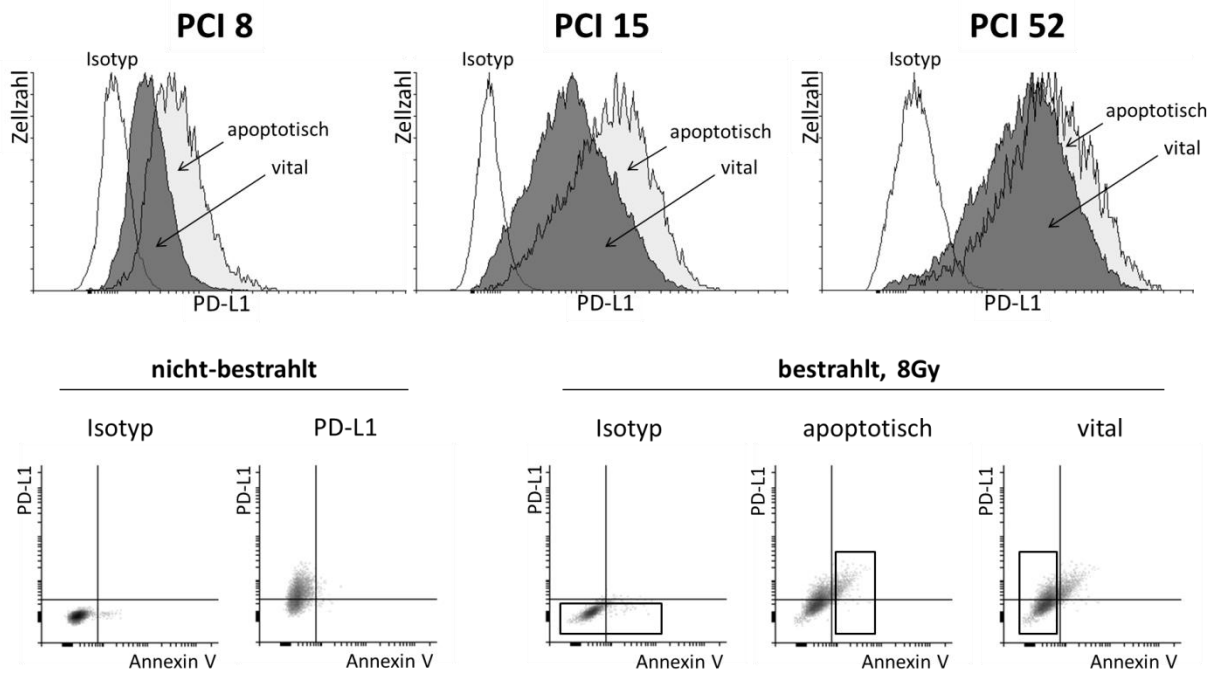 PCI 8
PCI 15
PCI 52
Isotyp
Isotyp
Isotyp
Zellzahl
apoptotisch
vital
Zellzahl
apoptotisch
vital
Zellzahl
apoptotisch
vital
PD-L1
PD-L1
PD-L1
nicht-bestrahlt
bestrahlt, 8Gy
Isotyp
PD-L1
Isotyp
apoptotisch
vital
PD-L1
PD-L1
PD-L1
PD-L1
PD-L1
Annexin V
Annexin V
Annexin V
Annexin V
Annexin V